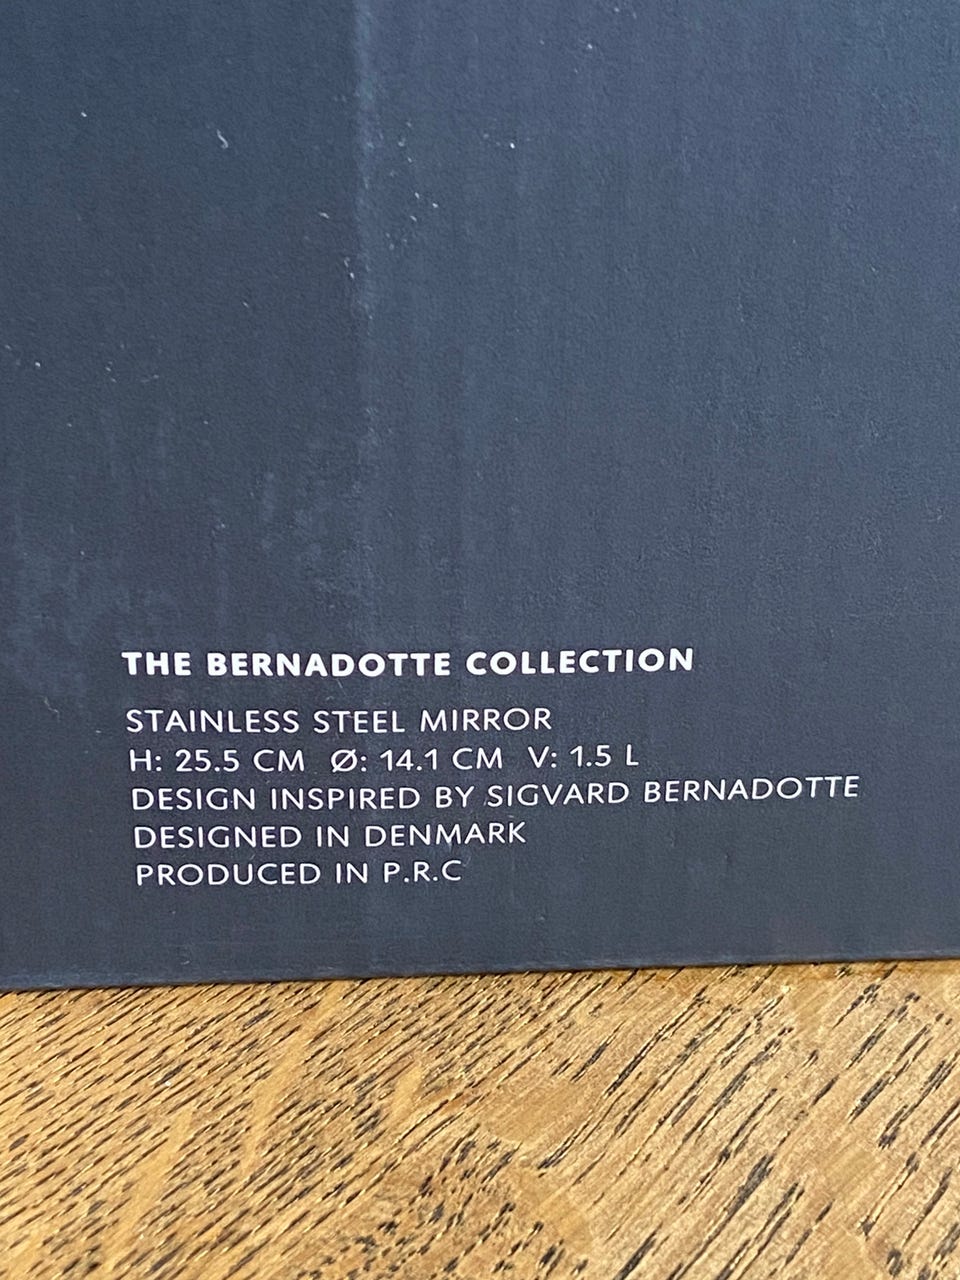 THE BERNADOTTE COLLECTION
STAINLESS STEEL MIRROR
H: 25.5 CM Ø: 14.1 CM V: 1.5 L
DESIGN INSPIRED BY SIGVARD BERNADOTTE
DESIGNED IN DENMARK
PRODUCED IN P.R.C